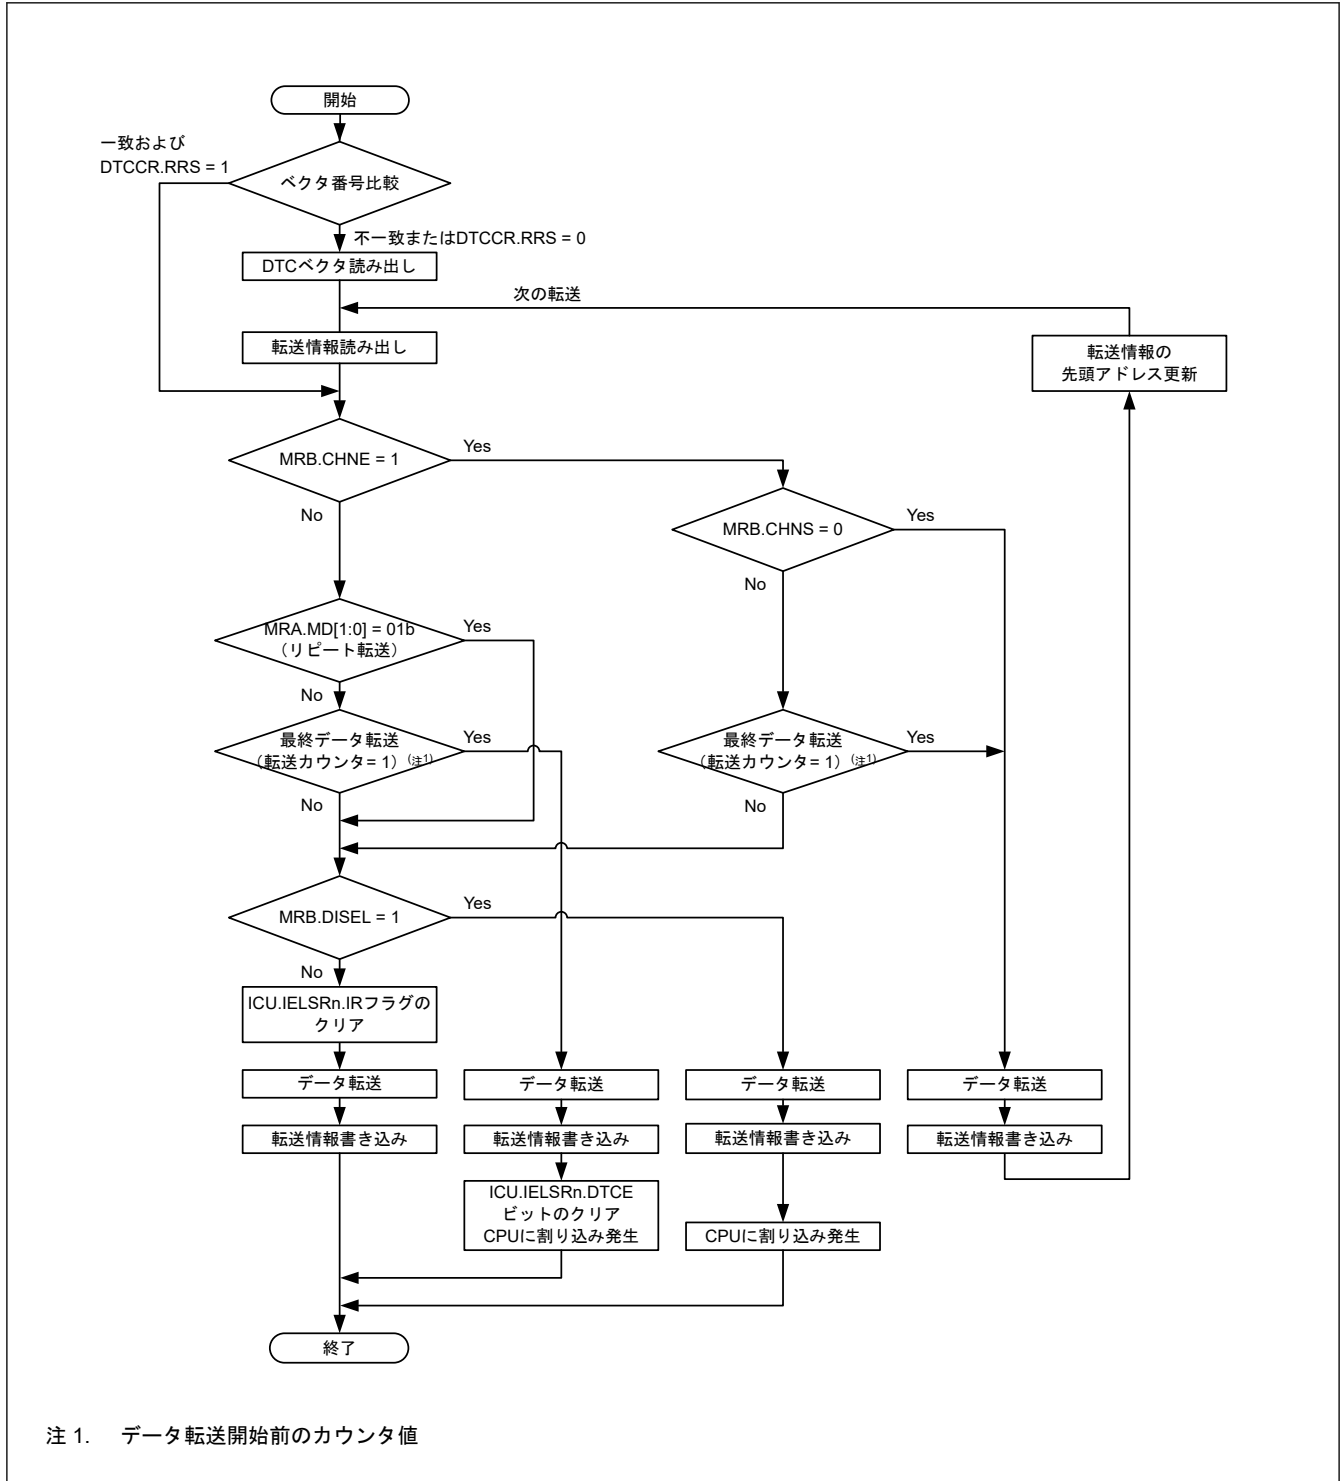 開始
一致および
DTCCR.RRS = 1
ベクタ番号比較
不一致またはDTCCR.RRS = 0
DTCベクタ読み出し
次の転送
転送情報読み出し
転送情報の
先頭アドレス更新
MRB.CHNE = 1
Yes
No
MRB.CHNS = 0
Yes
No
MRA.MD[1:0] = 01b
（リピート転送）
Yes
No
最終データ転送
（転送カウンタ= 1）(注1)
Yes
No
最終データ転送
（転送カウンタ= 1）(注1)
Yes
No
MRB.DISEL = 1
Yes
No
ICU.IELSRn.IRフラグの
クリア
データ転送
データ転送
データ転送
データ転送
転送情報書き込み
転送情報書き込み
転送情報書き込み
転送情報書き込み
ICU.IELSRn.DTCE
ビットのクリア
CPUに割り込み発生
CPUに割り込み発生
終了
注 1. データ転送開始前のカウンタ値